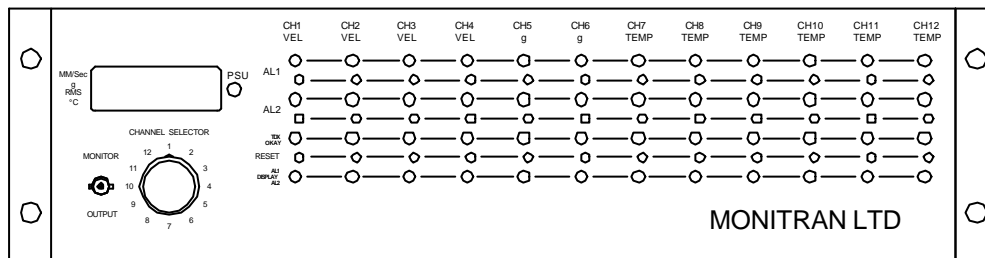 CH1 CH2 CH3 CH4 CH5 CH6 CH7 CH8 CH9 CH10 CH11 CH12
VEL VEL VEL VEL g g TEMP TEMP TEMP TEMP TEMP TEMP
MM/Sec
g
RMS
°C
PSU
AL1
AL2
TDX
OKAY
RESET
AL1
DISPLAY
AL2
CHANNEL SELECTOR
MONITOR
OUTPUT
1
2
3
4
5
6
7
8
9
10
11
12
MONITRAN LTD